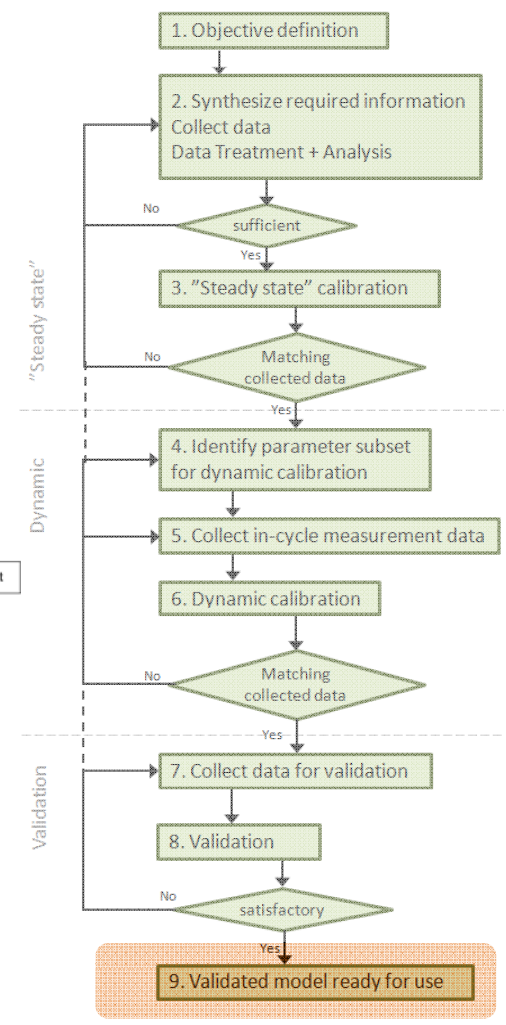 1. Objective definition
2. Synthesize required information
Collect data
Data Treatment + Analysis
No
sufficient
Yes
3. ”Steady state” calibration
”Steady state”
No
Matching
collected data
Yes
4. Identify parameter subset
for dynamic calibration
Dynamic
5. Collect in-cycle measurement data
t
6. Dynamic calibration
No
Matching
collected data
Yes
7. Collect data for validation
Validation
8. Validation
No
satisfactory
Yes
9. Validated model ready for use